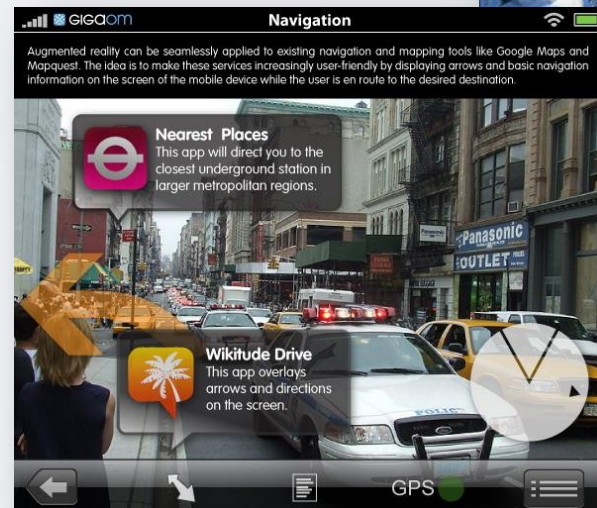 GIGAOM
Navigation
Augmented reality can be seamlessly applied to existing navigation and mapping tools like Google Maps and
Mapquest. The idea is to make these services increasingly user-friendly by displaying arrows and basic navigation
information on the screen of the mobile device while the user is en route to the desired destination.
Nearest Places
This app will direct you to the
closest underground station in
larger metropolitan regions.
Panasonic
OUTLET
Wikitude Drive
This app overlays
arrows and directions
on the screen.
POLICE
GPS